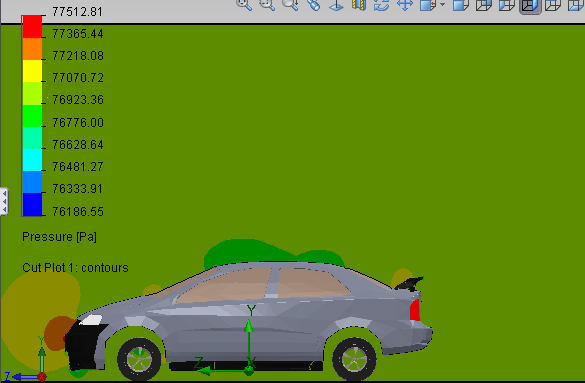 77512.81
77365.44
77218.08
77070.72
76923.36
76776.00
76628.64
76481.27
76333.91
76186.55
Pressure [Pa]
Cut Plot 1: contours
Y
Z
Y
Y
Z